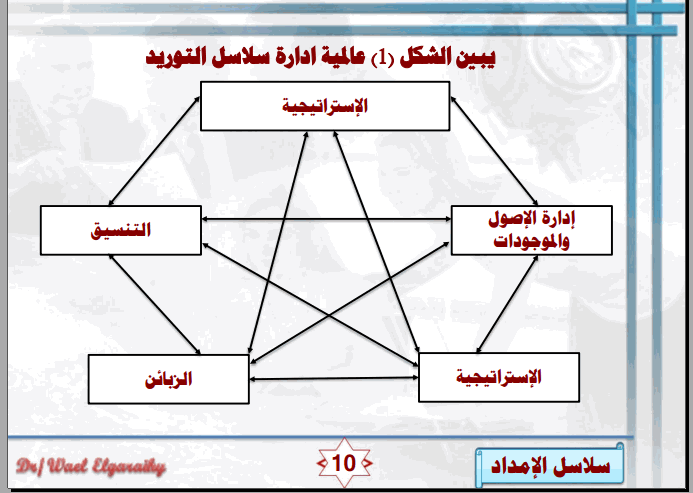 يبين الشكل (1) عالمية ادارة سلاسل التوريد
الإستراتيجية
إدارة الإصول
والموجودات
التنسيق
الإستراتيجية
الزبائن
سلاسل الإمداد
10
Dr/ Wael Elgaraihy